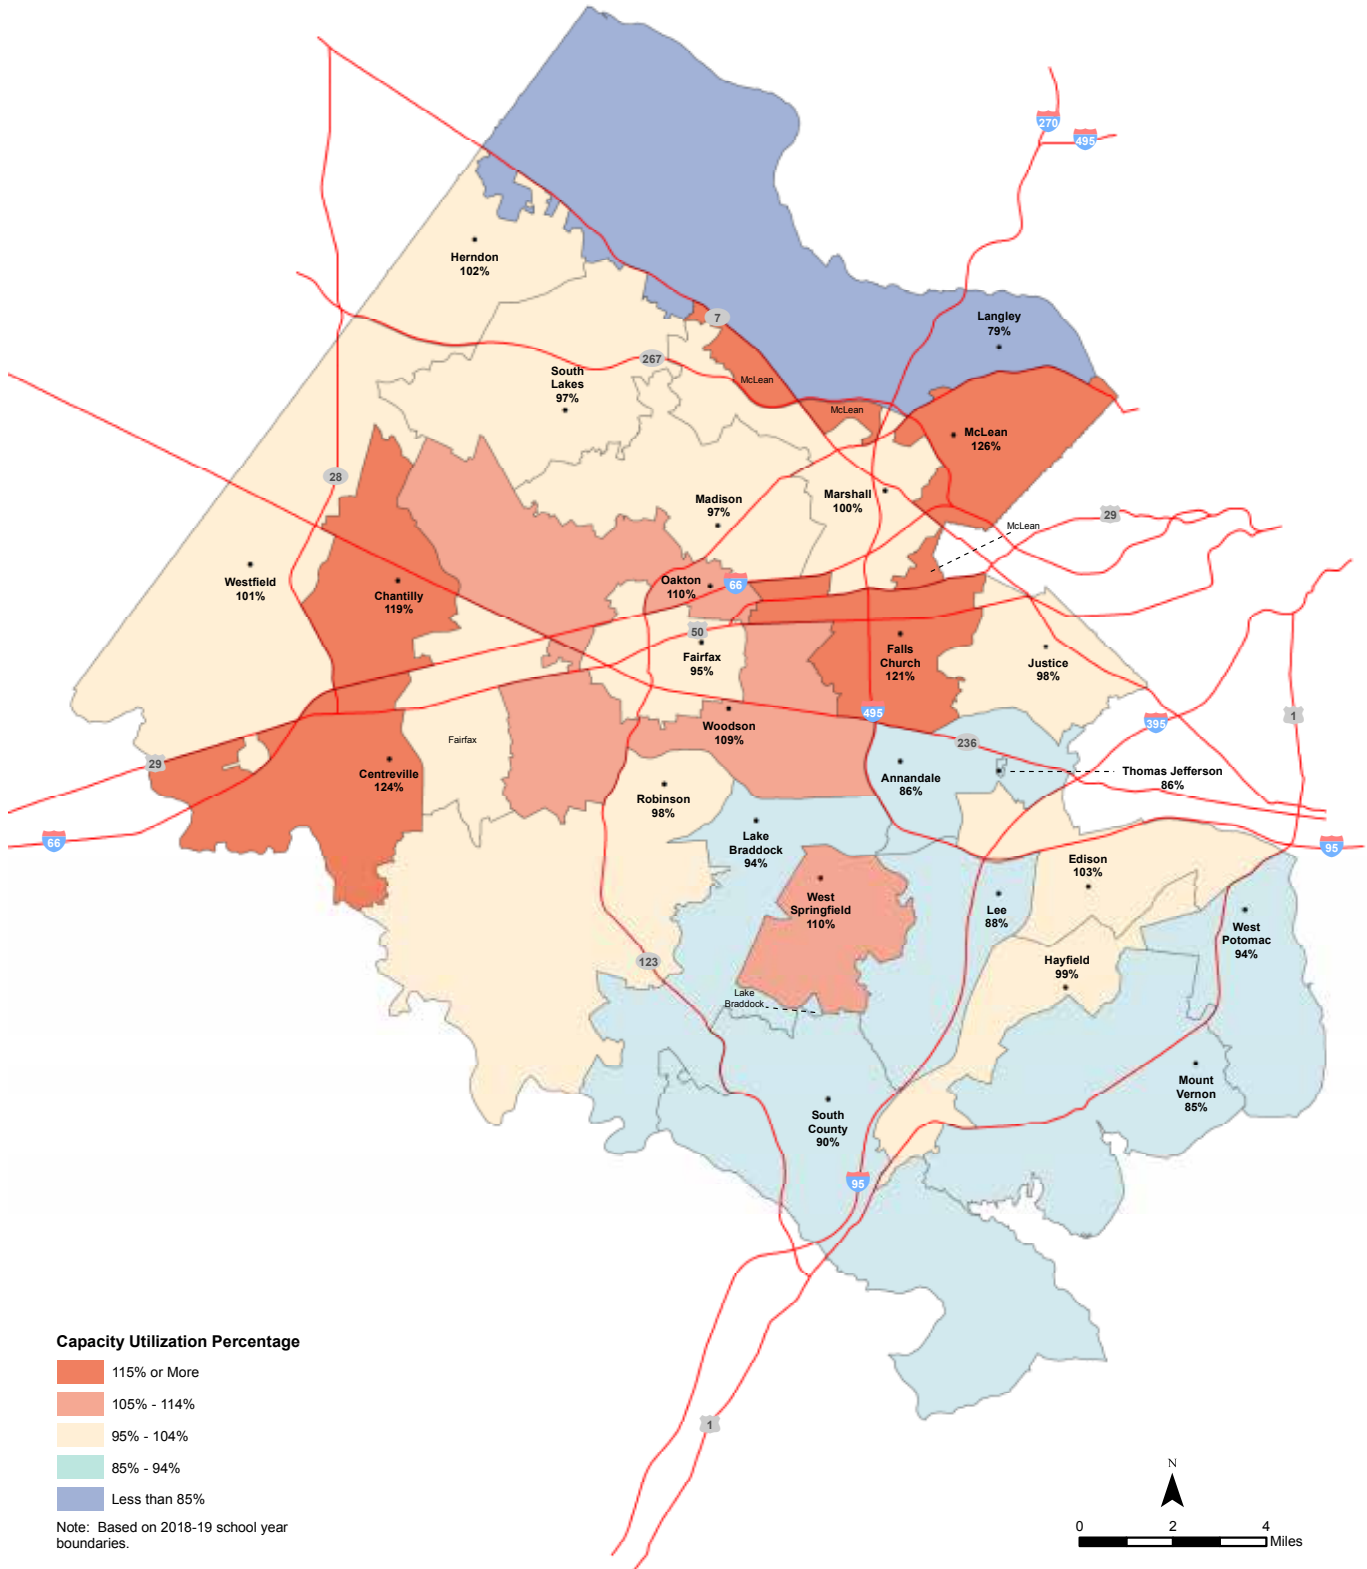 270
495
Herndon
102%
7
Langley
79%
267
McLean
South
Lakes
97%
McLean
McLean
126%
28
Madison
97%
Marshall
100%
29
McLean
Westfield
101%
Chantilly
119%
Oakton
110%
66
50
Fairfax
95%
Falls
Church
121%
Justice
98%
Woodson
109%
495
395
1
Fairfax
236
29
Centreville
124%
Annandale
86%
Thomas Jefferson
86%
Robinson
98%
66
Lake
Braddock
94%
95
Edison
103%
West
Springfield
110%
Lee
88%
West
Potomac
94%
123
Hayfield
99%
Lake
Braddock
Mount
Vernon
85%
South
County
90%
95
Capacity Utilization Percentage
115% or More
105% - 114%
95% - 104%
85% - 94%
Less than 85%
Note: Based on 2018-19 school year
boundaries.
1
N
0 2 4
Miles